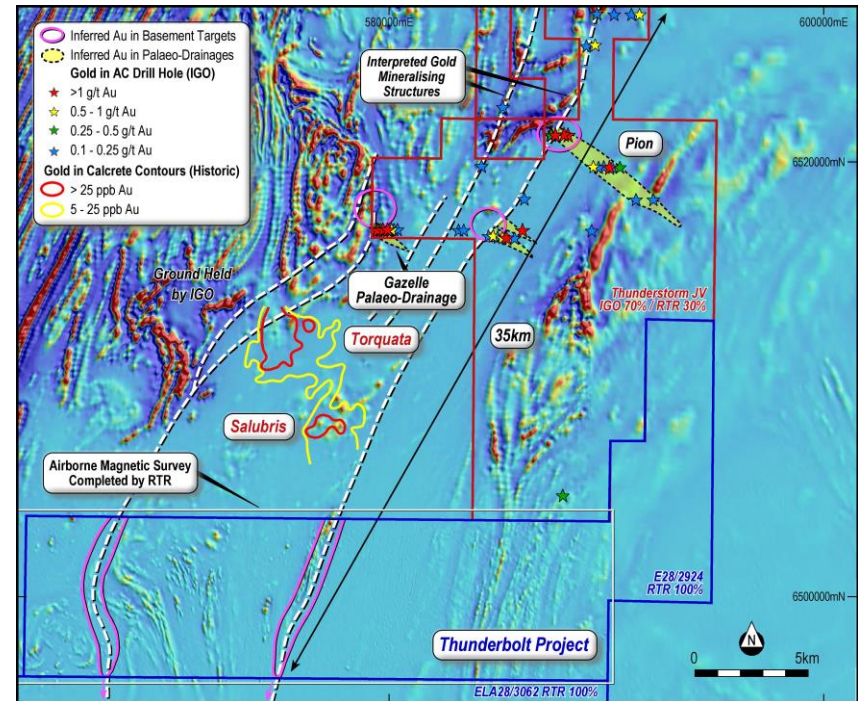 580000mE
600000mE
Inferred Au in Basement Targets
Inferred Au in Palaeo-Drainages
Gold in AC Drill Hole (IGO)
>1 g/t Au
0.5 - 1 g/t Au
0.25 - 0.5 g/t Au
0.1 - 0.25 g/t Au
Gold in Calcrete Contours (Historic)
> 25 ppb Au
5 - 25 ppb Au
Interpreted Gold
Mineralising
Structures
Pion
6520000mN
Ground Held
by IGO
Gazelle
Palaeo-Drainage
Thunderstorm JV
IGO 70% / RTR 30%
Torquata
35km
Salubris
Airborne Magnetic Survey
Completed by RTR
E28/2924
RTR 100%
6500000mN
Thunderbolt Project
N
0 5km
ELA28/3062 RTR 100%